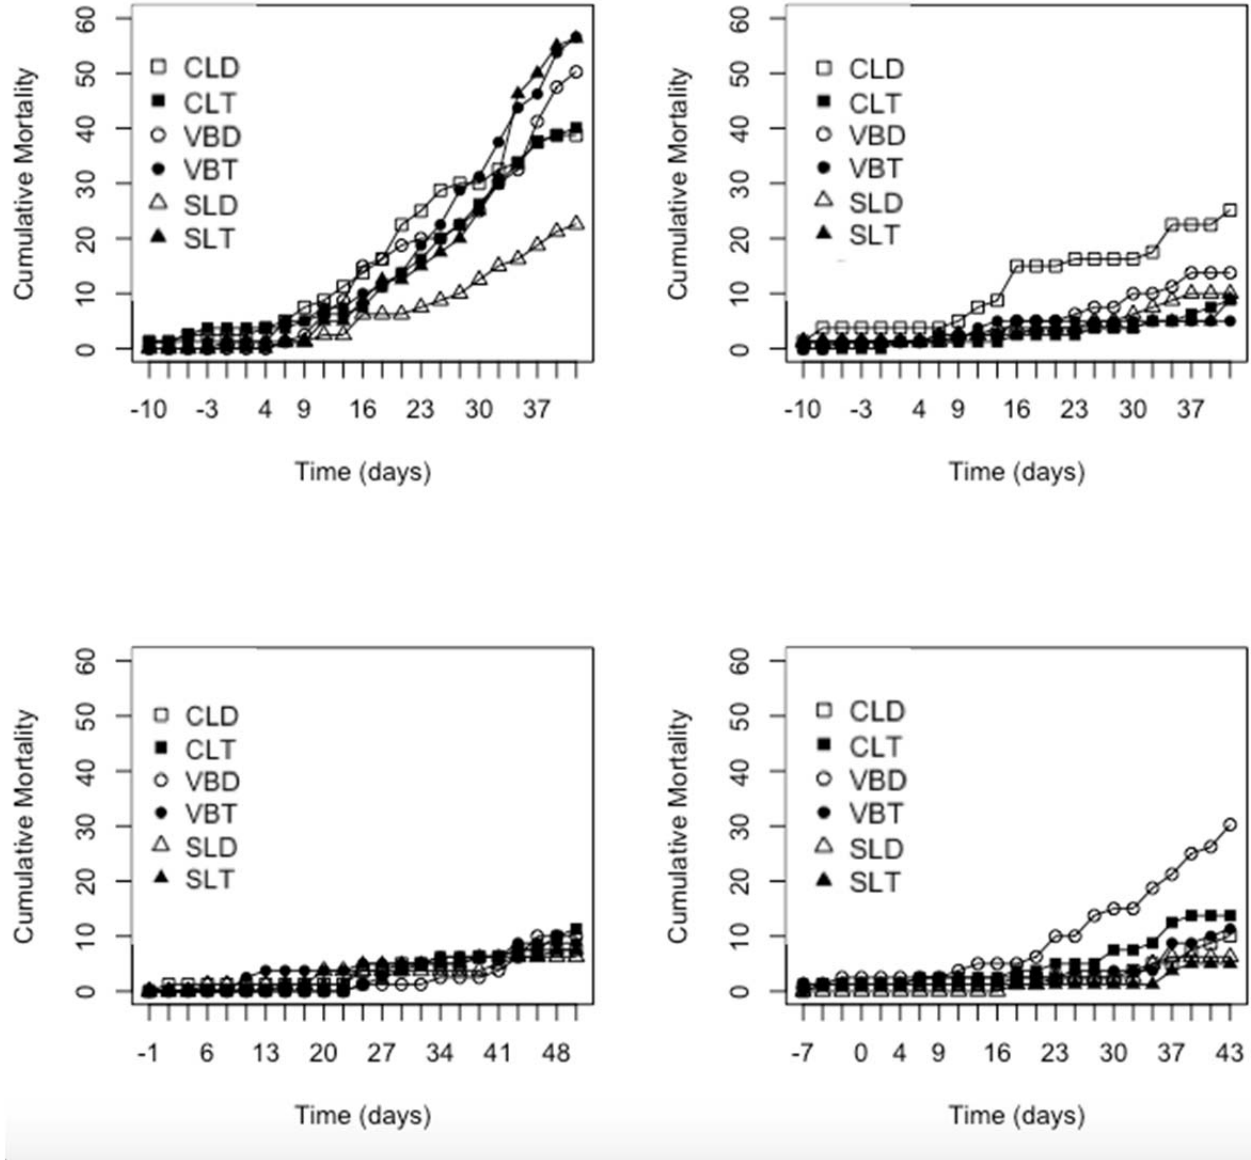 Cumulative Mortality
60
50
40
30
20
10
0
CLD
CLT
VBD
VBT
SLD
SLT
-10 -3 4 9 16 23 30 37
Time (days)
Cumulative Mortality
60
50
40
30
20
10
0
CLD
CLT
VBD
VBT
SLD
SLT
-10 -3 4 9 16 23 30 37
Time (days)
Cumulative Mortality
60
50
40
30
20
10
0
CLD
CLT
VBD
VBT
SLD
SLT
-1 6 13 20 27 34 41 48
Time (days)
Cumulative Mortality
60
50
40
30
20
10
0
CLD
CLT
VBD
VBT
SLD
SLT
-7 0 4 9 16 23 30 37 43
Time (days)